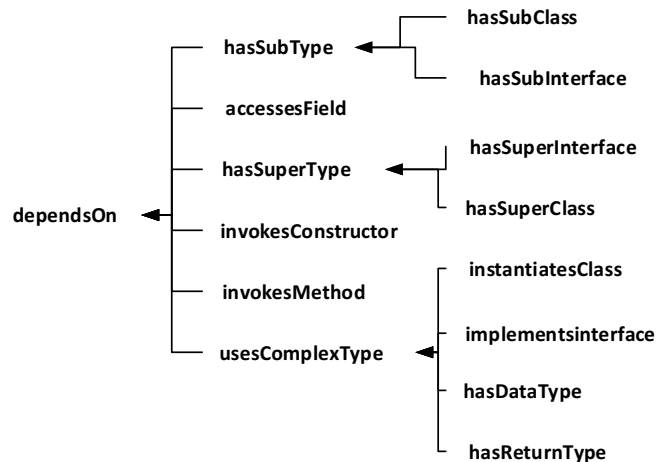 hasSubClass
hasSubType
hasSubInterface
accessesField
hasSuperInterface
hasSuperType
hasSuperClass
dependsOn
invokesConstructor
instantiatesClass
invokesMethod
implementsinterface
usesComplexType
hasDataType
hasReturnType